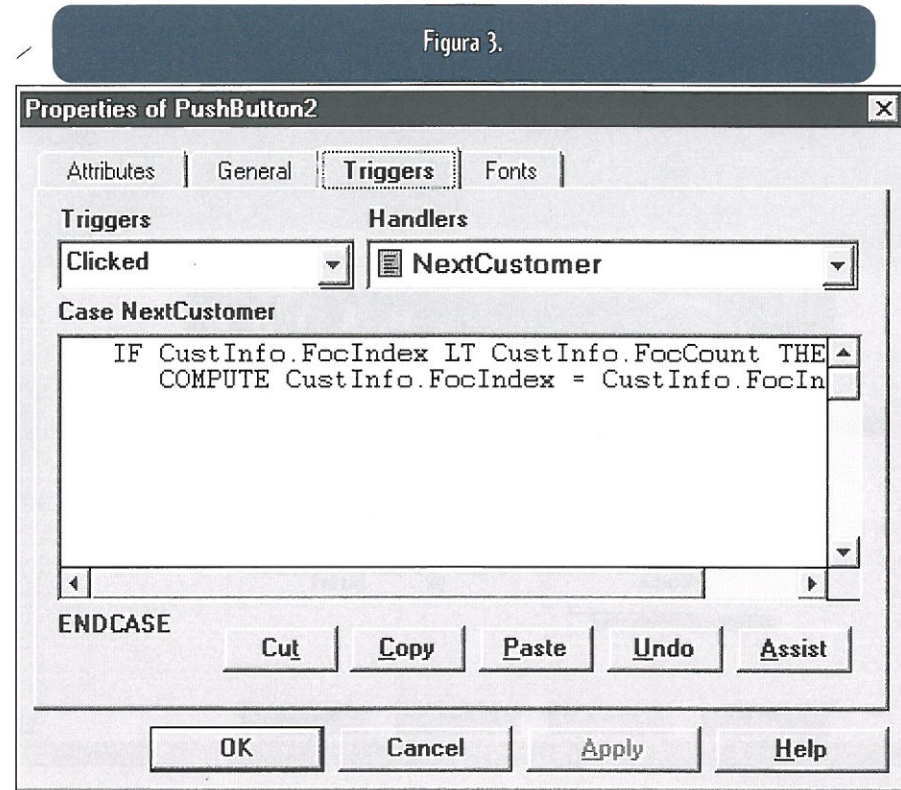 Figura 3.
Properties of PushButton2
Attributes General Triggers Fonts
Triggers Handlers
Clicked NextCustomer
Case NextCustomer
IF CustInfo.FocIndex LT CustInfo.FocCount THE
COMPUTE CustInfo.FocIndex = CustInfo.FocIn
ENDCASE
Cut Copy Paste Undo Assist
OK Cancel Apply Help